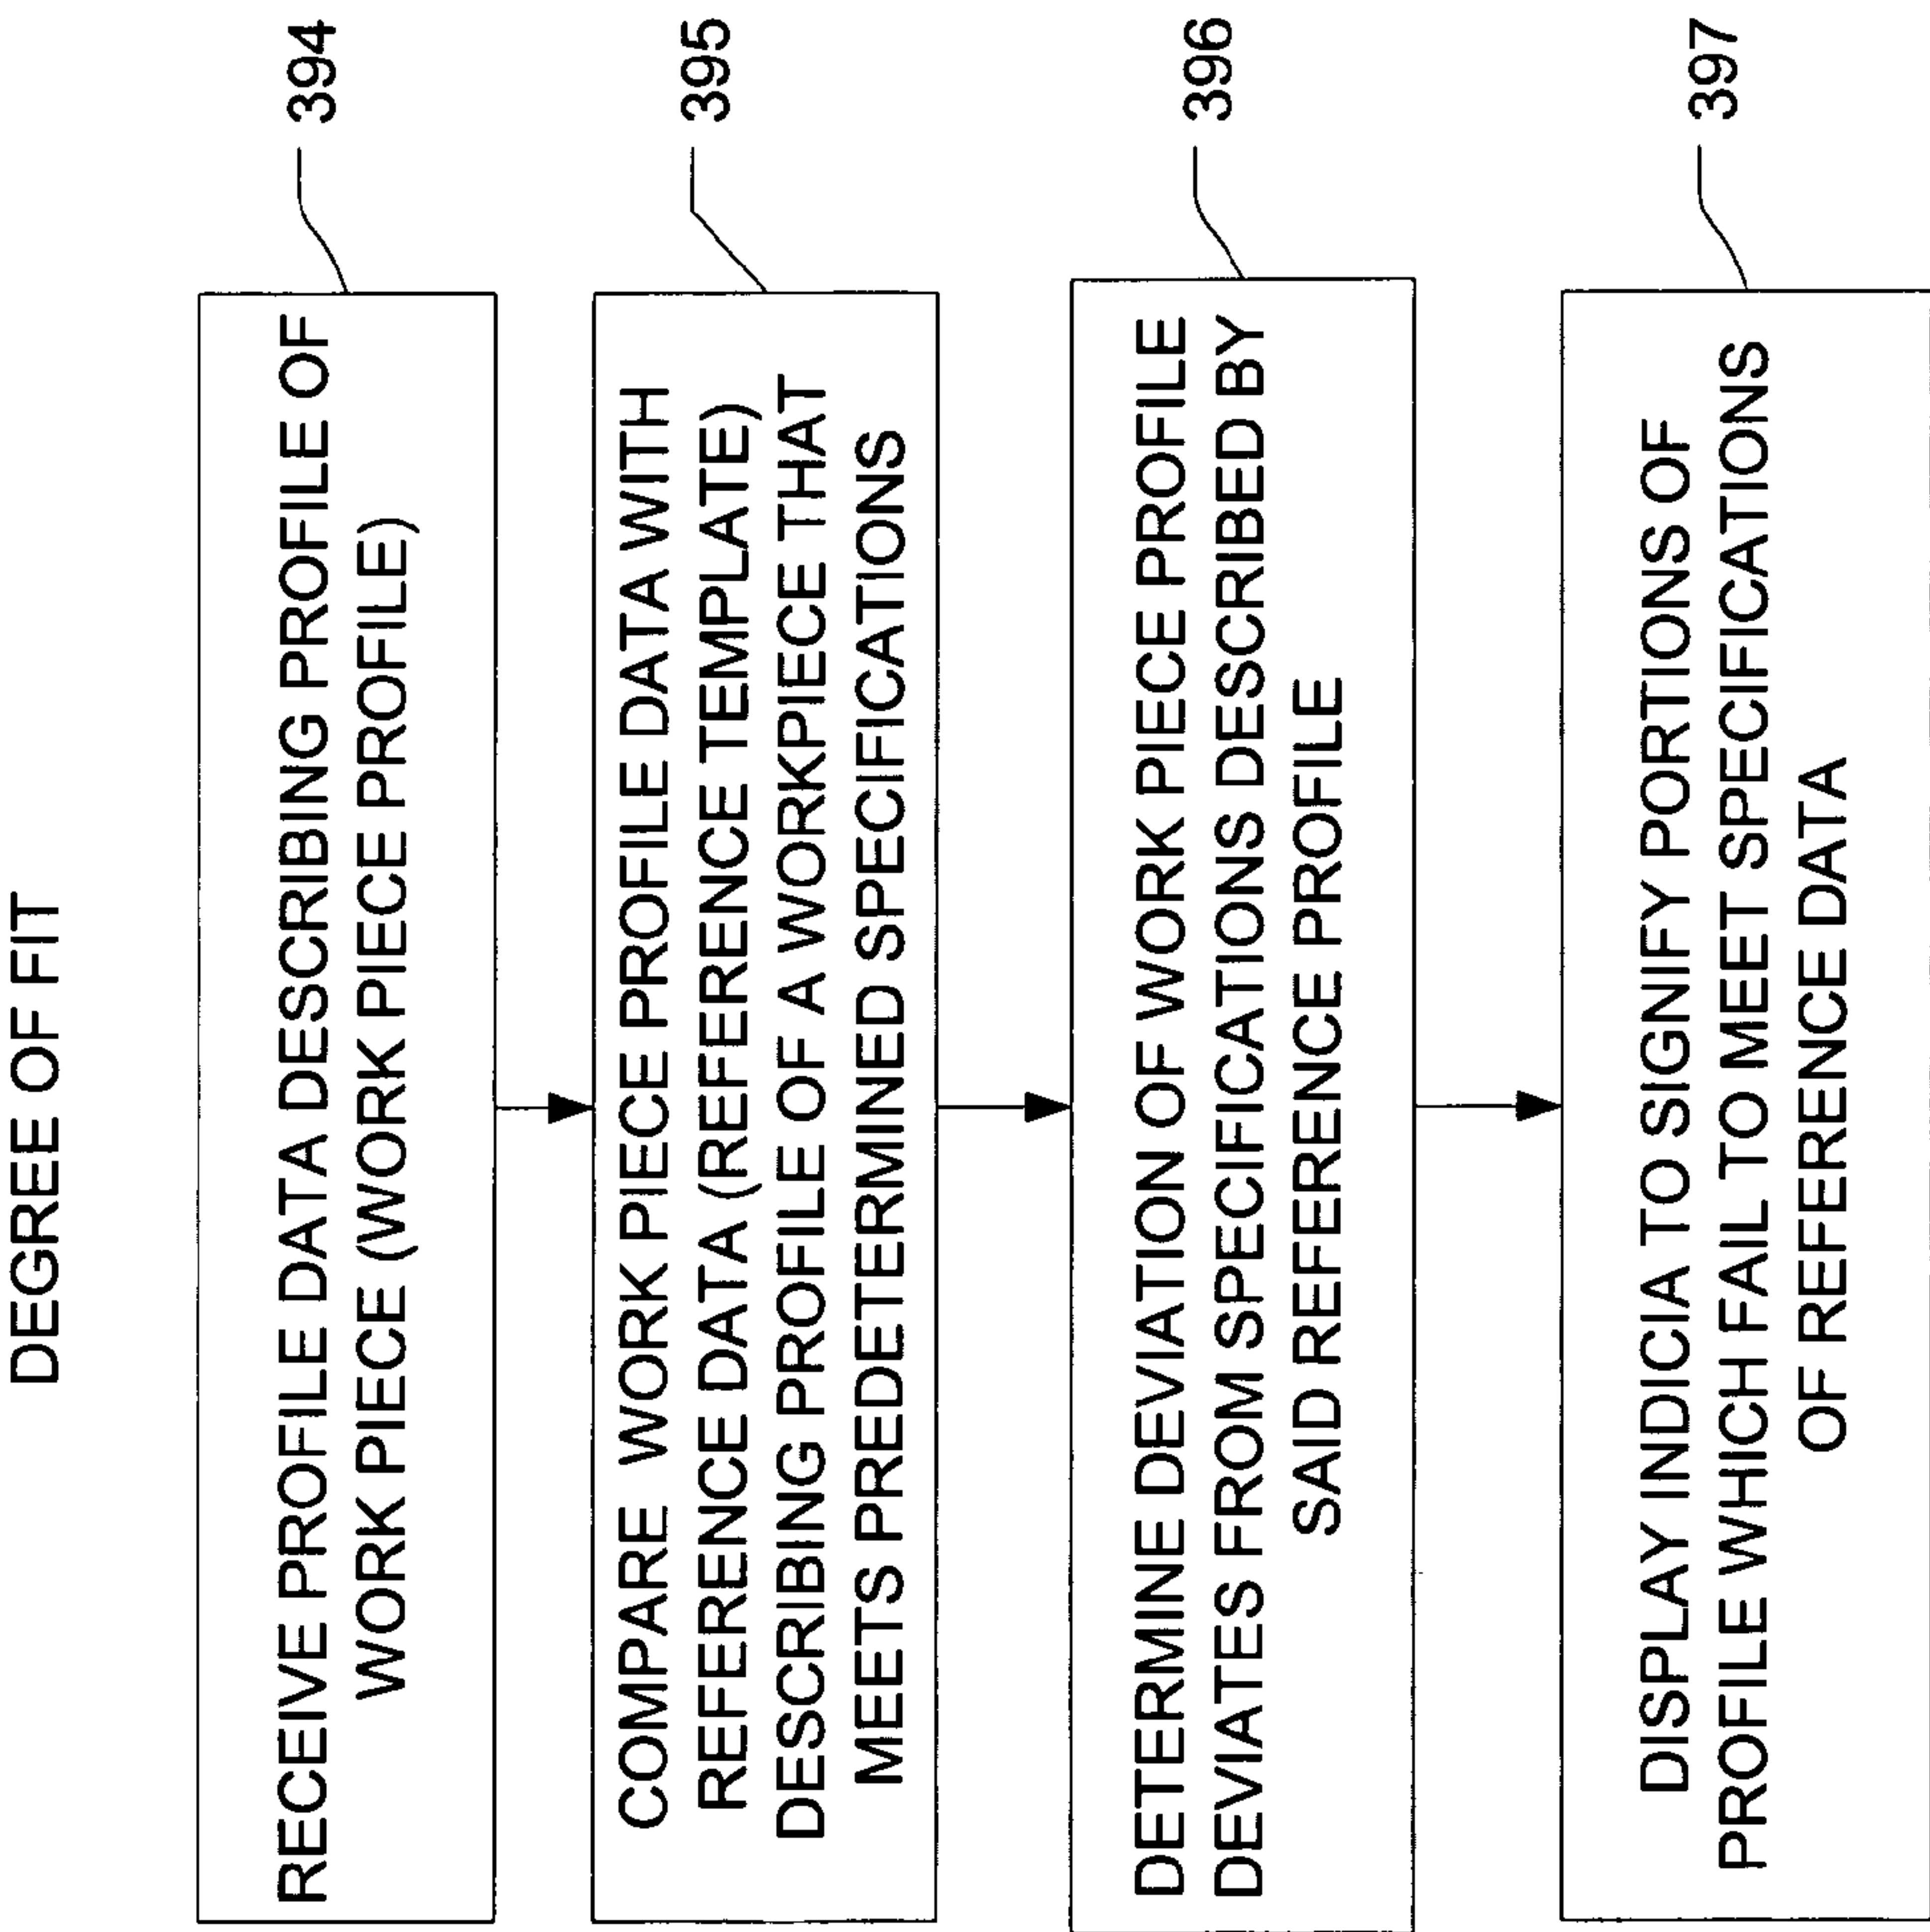 DEGREE OF FIT
RECEIVE PROFILE DATA DESCRIBING PROFILE OF
WORK PIECE (WORK PIECE PROFILE)
394
COMPARE WORK PIECE PROFILE DATA WITH
REFERENCE DATA (REFERENCE TEMPLATE)
DESCRIBING PROFILE OF A WORKPIECE THAT
MEETS PREDETERMINED SPECIFICATIONS
395
DETERMINE DEVIATION OF WORK PIECE PROFILE
DEVIATES FROM SPECIFICATIONS DESCRIBED BY
SAID REFERENCE PROFILE
396
DISPLAY INDICIA TO SIGNIFY PORTIONS OF
PROFILE WHICH FAIL TO MEET SPECIFICATIONS
OF REFERENCE DATA
397